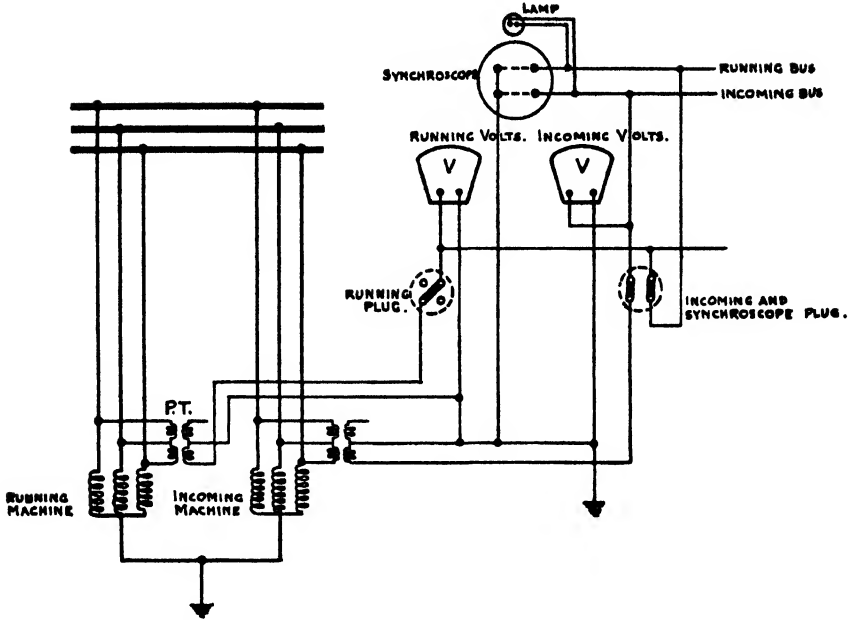 LAMP
SYNCHROSCOPE
RUNNING BUS
INCOMING BUS
RUNNING VOLTS. INCOMING VOLTS.
V V
RUNNING
PLUG.
INCOMING AND
SYNCHROSCOPE PLUG.
P.T.
RUNNING
MACHINE
INCOMING
MACHINE